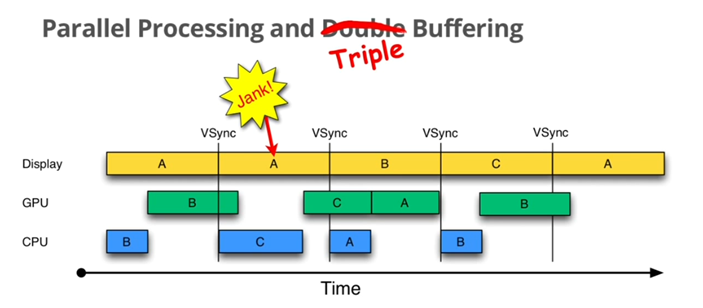 Parallel Processing and Double Buffering
Triple
Jank!
VSync VSync VSync VSync
Display A A B C A
GPU B C A B
CPU B C A B
Time